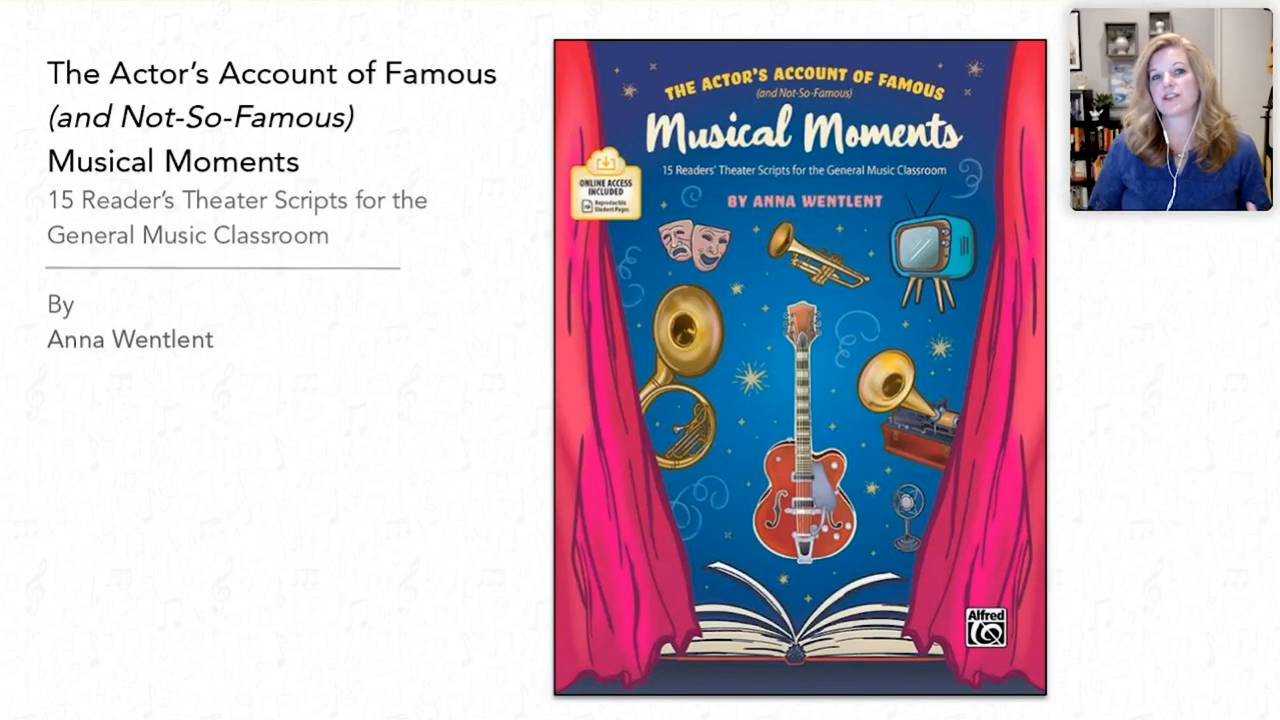 The Actor's Account of Famous
(and Not-So-Famous)
Musical Moments
15 Reader's Theater Scripts for the
General Music Classroom
By
Anna Wentlent
THE ACTOR'S ACCOUNT OF FAMOUS
(and Not-So-Famous)
Musical Moments
15 Readers' Theater Scripts for the General Music Classroom
BY ANNA WENTLENT
ONLINE ACCESS
INCLUDED
Reproducible
Student Pages
Alfred